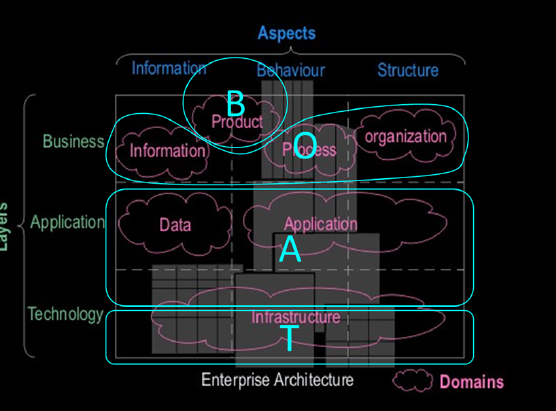 Aspects
Information Behaviour Structure
B
Product
O
Business Information Process organization
Layers
Application Data Application
A
Technology
Infrastructure
T
Enterprise Architecture
Domains